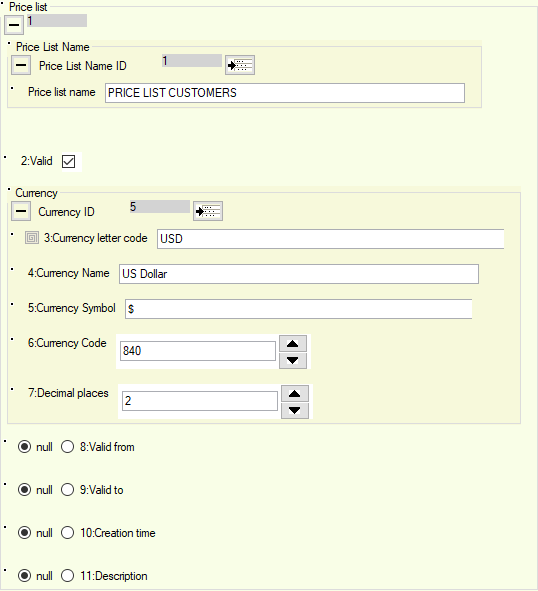 Price list
1
Price List Name
Price List Name ID 1
Price list name PRICE LIST CUSTOMERS
2:Valid
Currency
Currency ID 5
3:Currency letter code USD
4:Currency Name US Dollar
5:Currency Symbol $
6:Currency Code 840
7:Decimal places 2
null 8:Valid from
null 9:Valid to
null 10:Creation time
null 11:Description